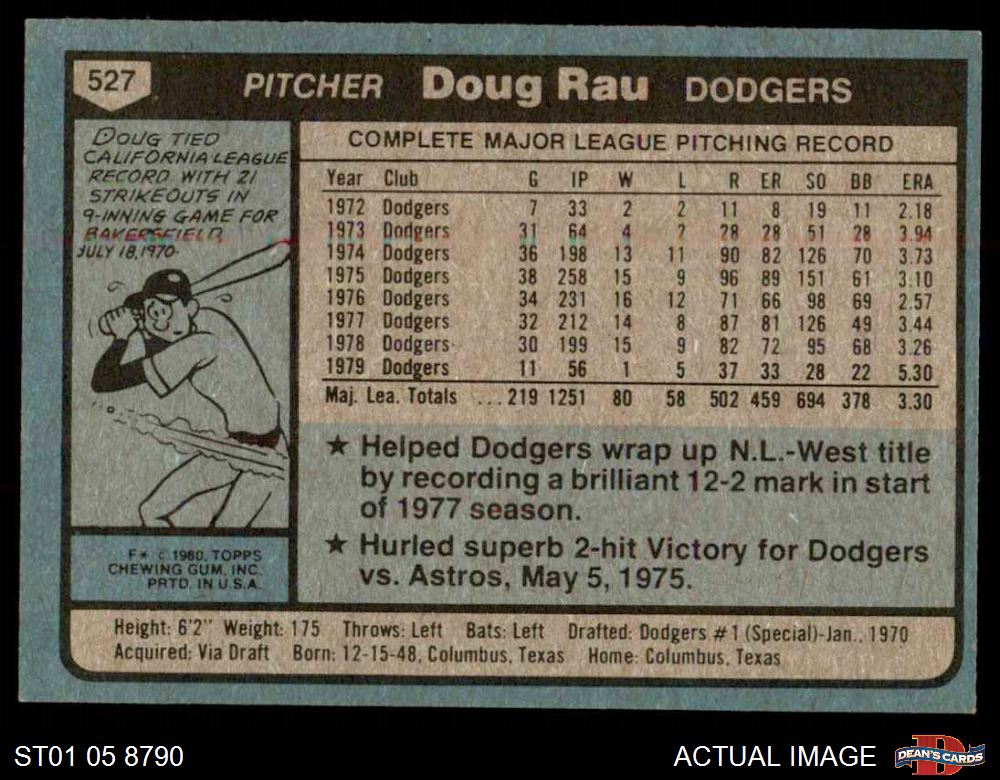 527 PITCHER Doug Rau DODGERS
DOUG TIED
CALIFORNIA LEAGUE
RECORD WITH 21
STRIKEOUTS IN
9-INNING GAME FOR
BAKERSFIELD
JULY 18, 1970.
COMPLETE MAJOR LEAGUE PITCHING RECORD
Year Club G IP W L R ER SO BB ERA
1972 Dodgers 7 33 2 2 11 8 19 11 2.18
1973 Dodgers 31 64 4 28 28 51 28 3.94
1974 Dodgers 36 198 13 11 90 82 126 70 3.73
1975 Dodgers 38 258 15 9 96 89 151 61 3.10
1976 Dodgers 34 231 16 12 71 66 98 69 2.57
1977 Dodgers 32 212 14 8 87 81 126 49 3.44
1978 Dodgers 30 199 15 9 82 72 95 68 3.26
1979 Dodgers 11 56 1 5 37 33 28 22 5.30
Maj. Lea. Totals ...219 1251 80 58 502 459 694 378 3.30
★ Helped Dodgers wrap up N.L.-West title
by recording a brilliant 12-2 mark in start
of 1977 season.
★ Hurled superb 2-hit Victory for Dodgers
vs. Astros, May 5, 1975.
F* © 1980, TOPPS
CHEWING GUM, INC.
PRTD. IN U.S.A.
Height: 6'2" Weight: 175 Throws: Left Bats: Left Drafted: Dodgers #1 (Special)-Jan., 1970
Acquired: Via Draft Born: 12-15-48, Columbus, Texas Home: Columbus, Texas
ST01 05 8790
ACTUAL IMAGE
D
DEAN'S CARDS